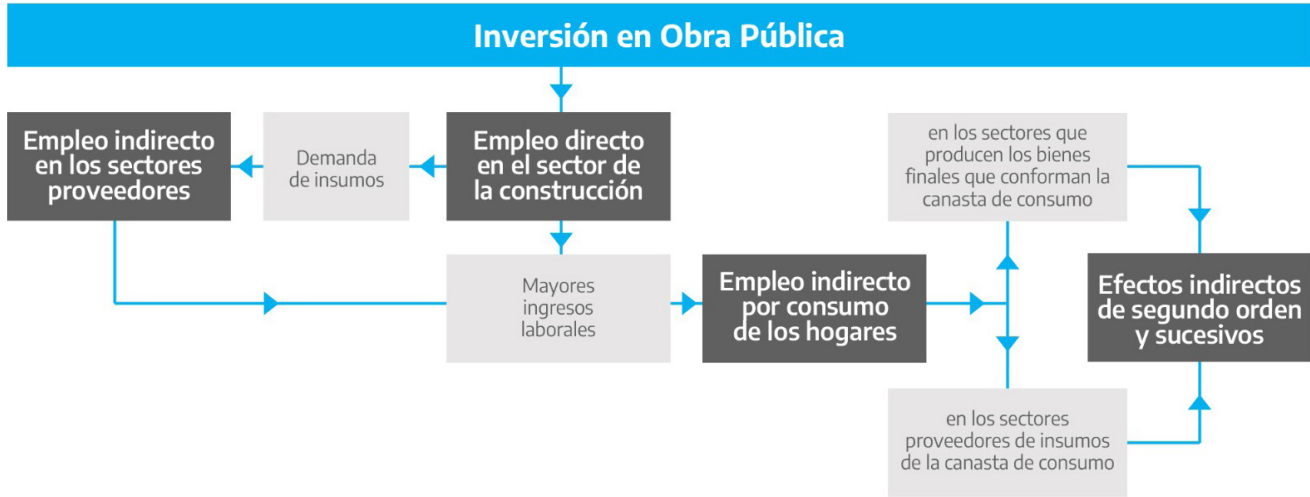 Inversión en Obra Pública
Empleo indirecto
en los sectores
proveedores
Demanda
de insumos
Empleo directo
en el sector de
la construcción
en los sectores que
producen los bienes
finales que conforman la
canasta de consumo
Mayores
ingresos
laborales
Empleo indirecto
por consumo
de los hogares
Efectos indirectos
de segundo orden
y sucesivos
en los sectores
proveedores de insumos
de la canasta de consumo